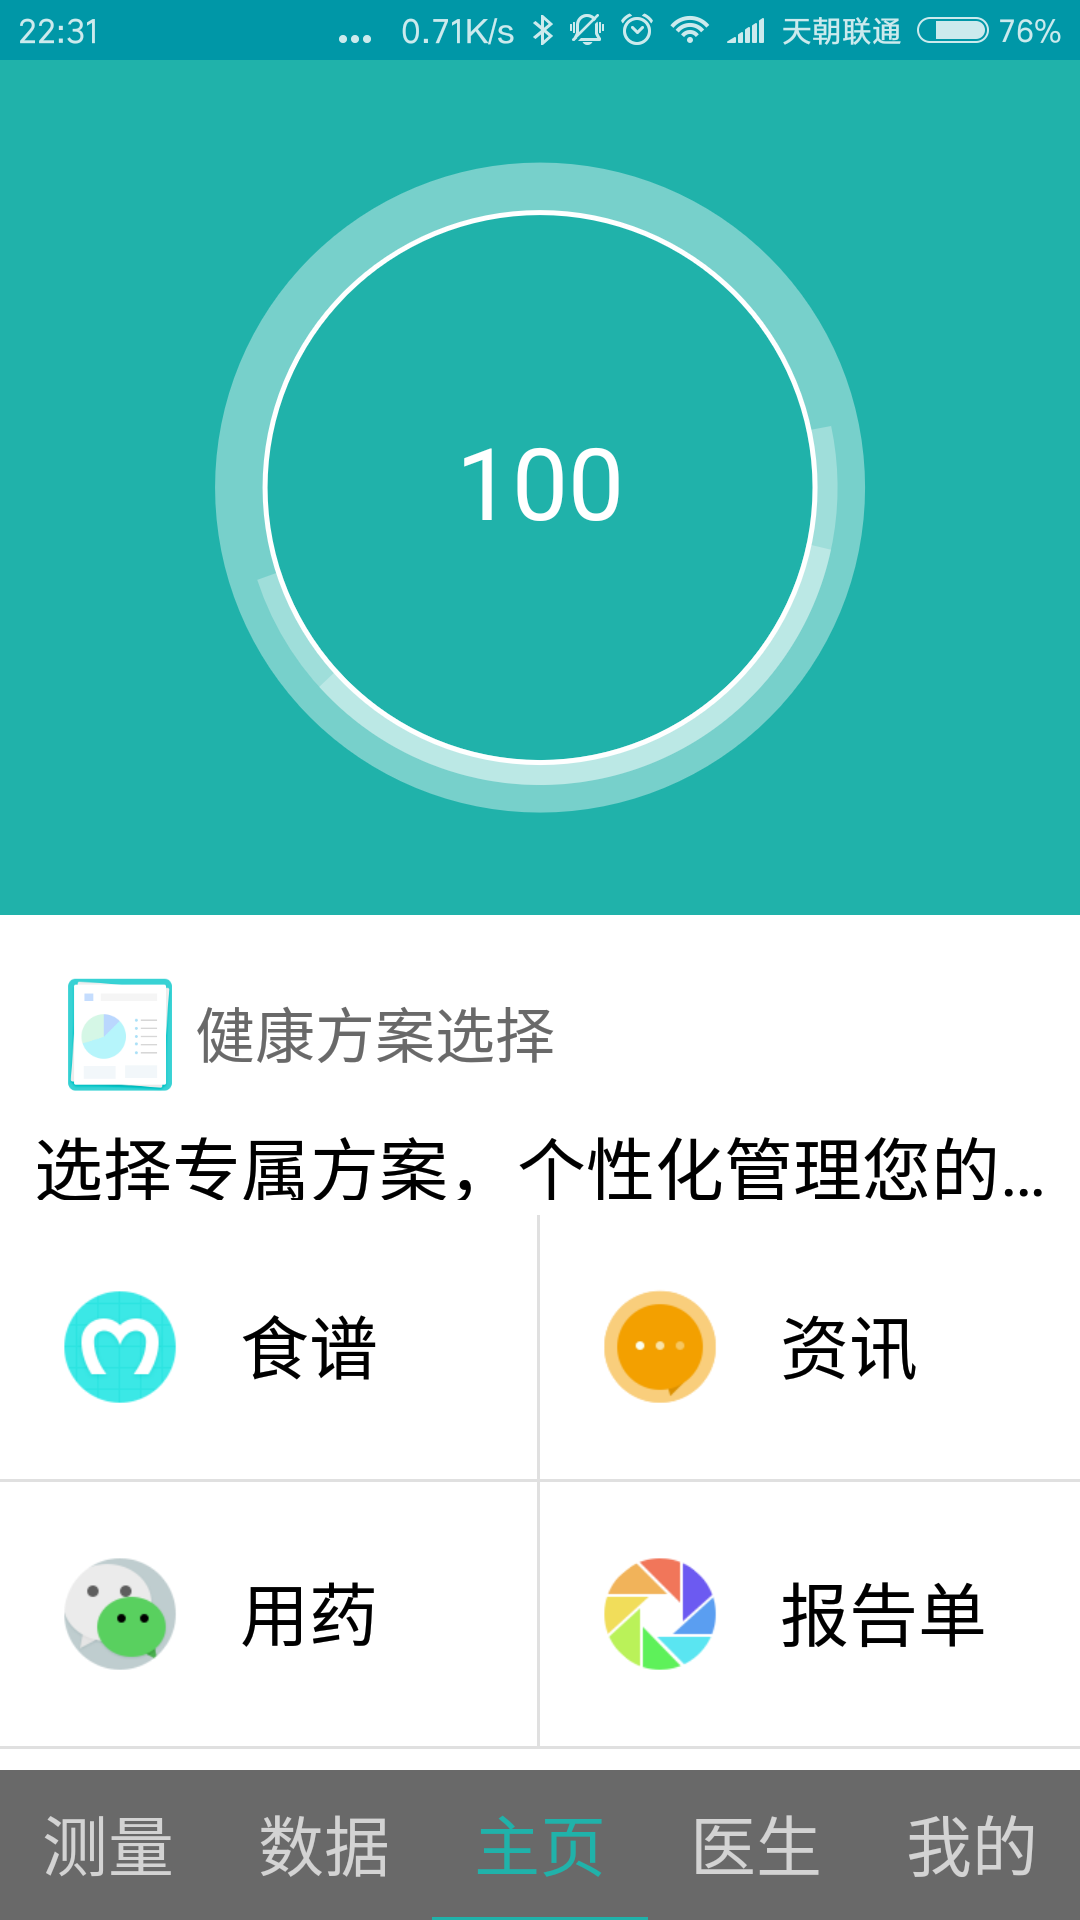 22:31 ... 0.71K/s 天朝联通 76%
100
健康方案选择
选择专属方案，个性化管理您的...
食谱 资讯
用药 报告单
测量 数据 主页 医生 我的